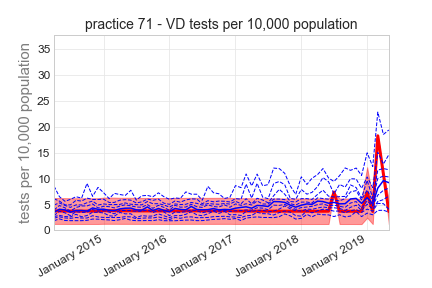 practice 71 - VD tests per 10,000 population
tests per 10,000 population
35
30
25
20
15
10
5
0
January 2015
January 2016
January 2017
January 2018
January 2019